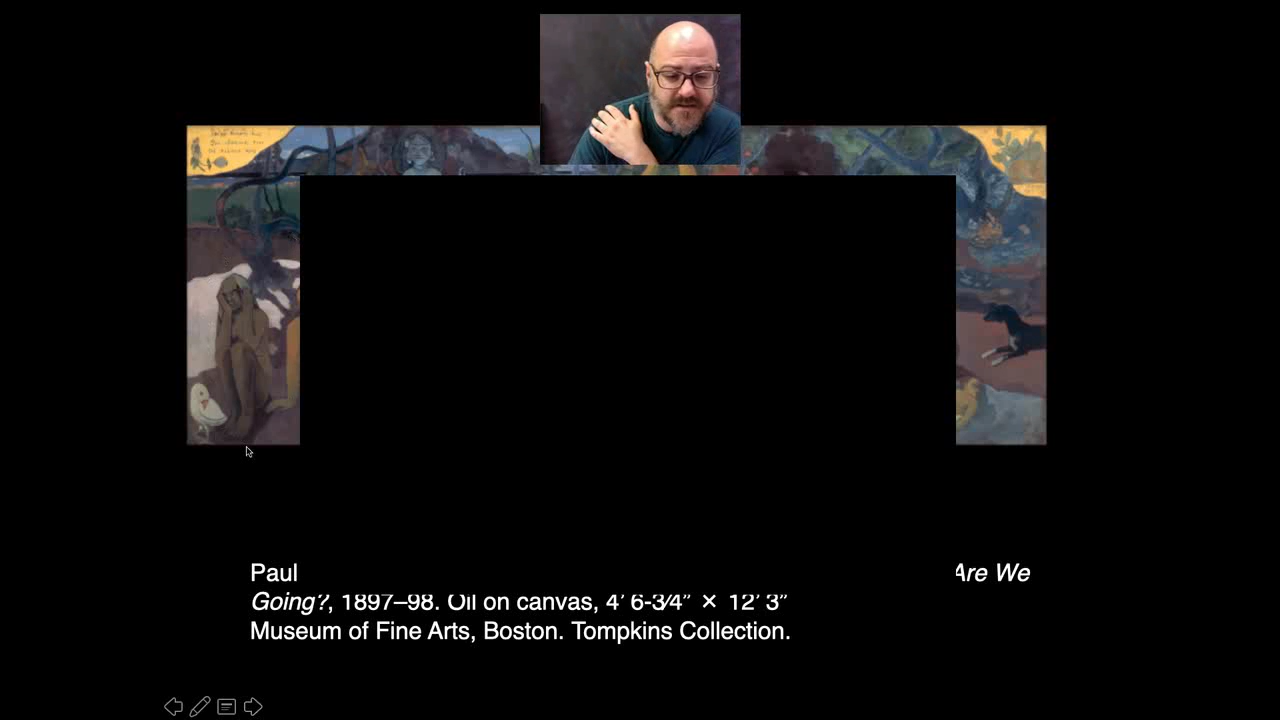 Paul Are We
Going?, 1897–98. Oil on canvas, 4’ 6-3⁄4” × 12’ 3”
Museum of Fine Arts, Boston. Tompkins Collection.